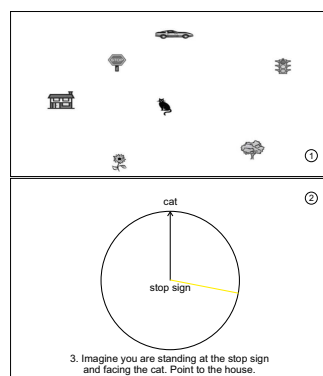 STOP
1
2
cat
stop sign
3. Imagine you are standing at the stop sign
and facing the cat. Point to the house.